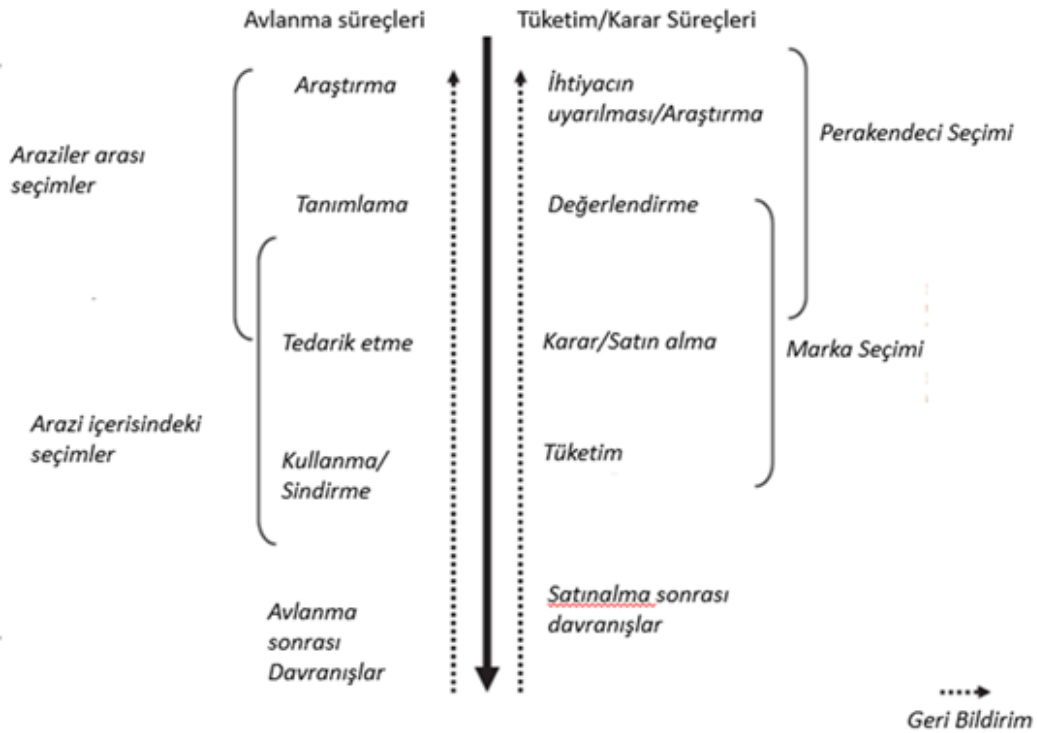 Avlanma süreçleri
Tüketim/Karar Süreçleri
Araştırma
İhtiyacın
uyarılması/Araştırma
Perakendeci Seçimi
Araziler arası
seçimler
Tanımlama
Değerlendirme
Tedarik etme
Karar/Satın alma
Marka Seçimi
Arazi içerisindeki
seçimler
Kullanma/
Sindirme
Tüketim
Avlanma
sonrası
Davranışlar
Satınalma sonrası
davranışlar
Geri Bildirim